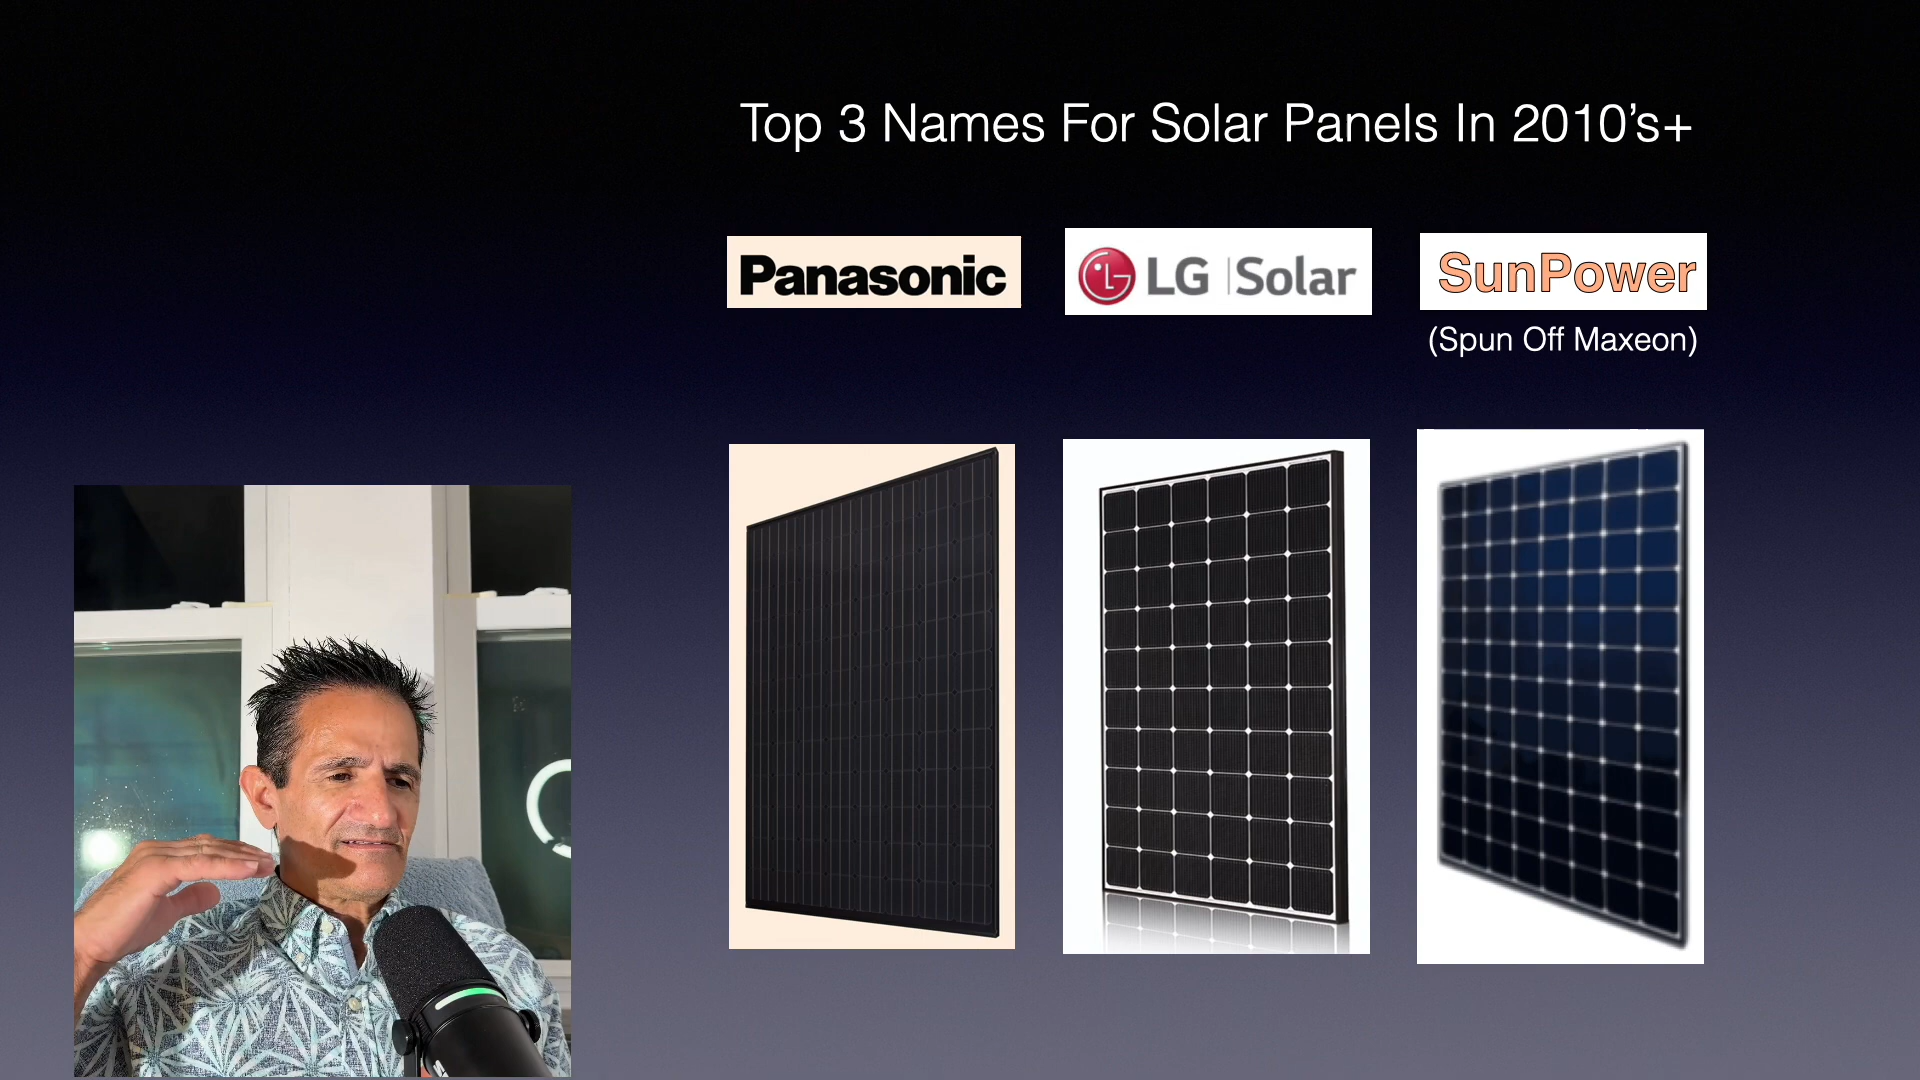 Top 3 Names For Solar Panels In 2010’s+
Panasonic
LG Solar
SunPower
(Spun Off Maxeon)